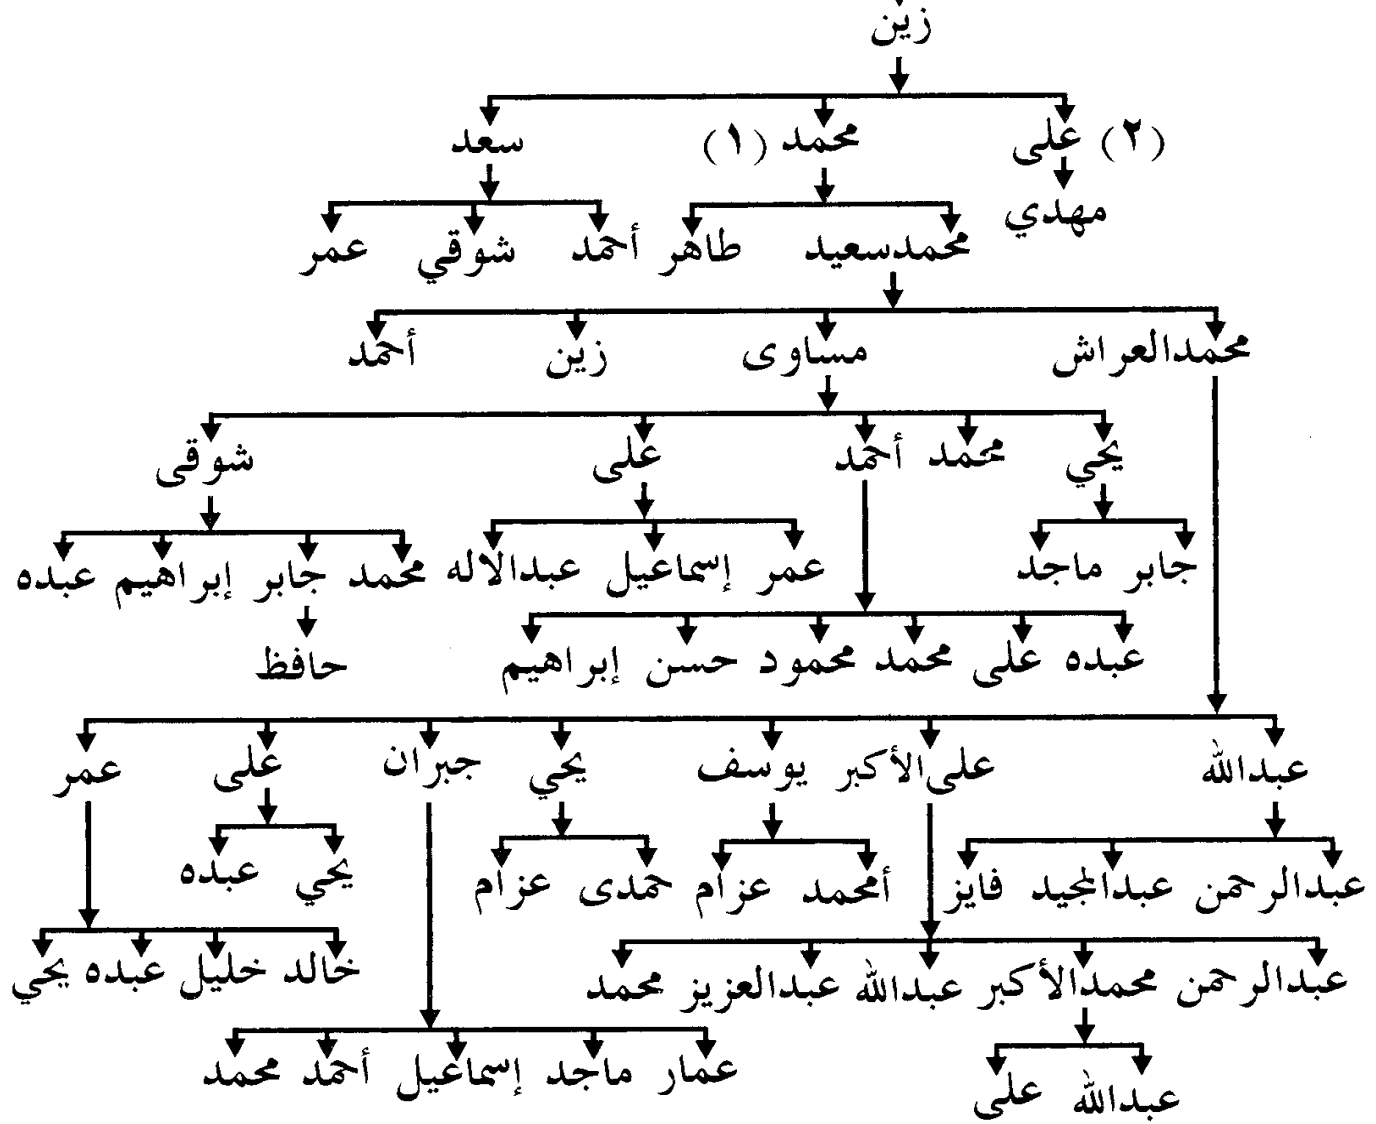 زين
(٢) على محمد (١) سعد
مهدي
محمدسعيد طاهر أحمد شوقي عمر
محمدالعراش مساوى زين أحمد
يحي محمد أحمد على شوقى
جابر ماجد عمر إسماعيل عبدالاله محمد جابر إبراهيم عبده
عبده على محمد محمود حسن إبراهيم حافظ
عبدالله على الأكبر يوسف يحي جبران على عمر
عبدالرحمن عبدالمجيد فايز أمحمد عزام حمدى عزام يحي عبده
عبدالرحمن محمدالأكبر عبدالله عبدالعزيز محمد خالد خليل عبده يحي
عبدالله على عمار ماجد إسماعيل أحمد محمد